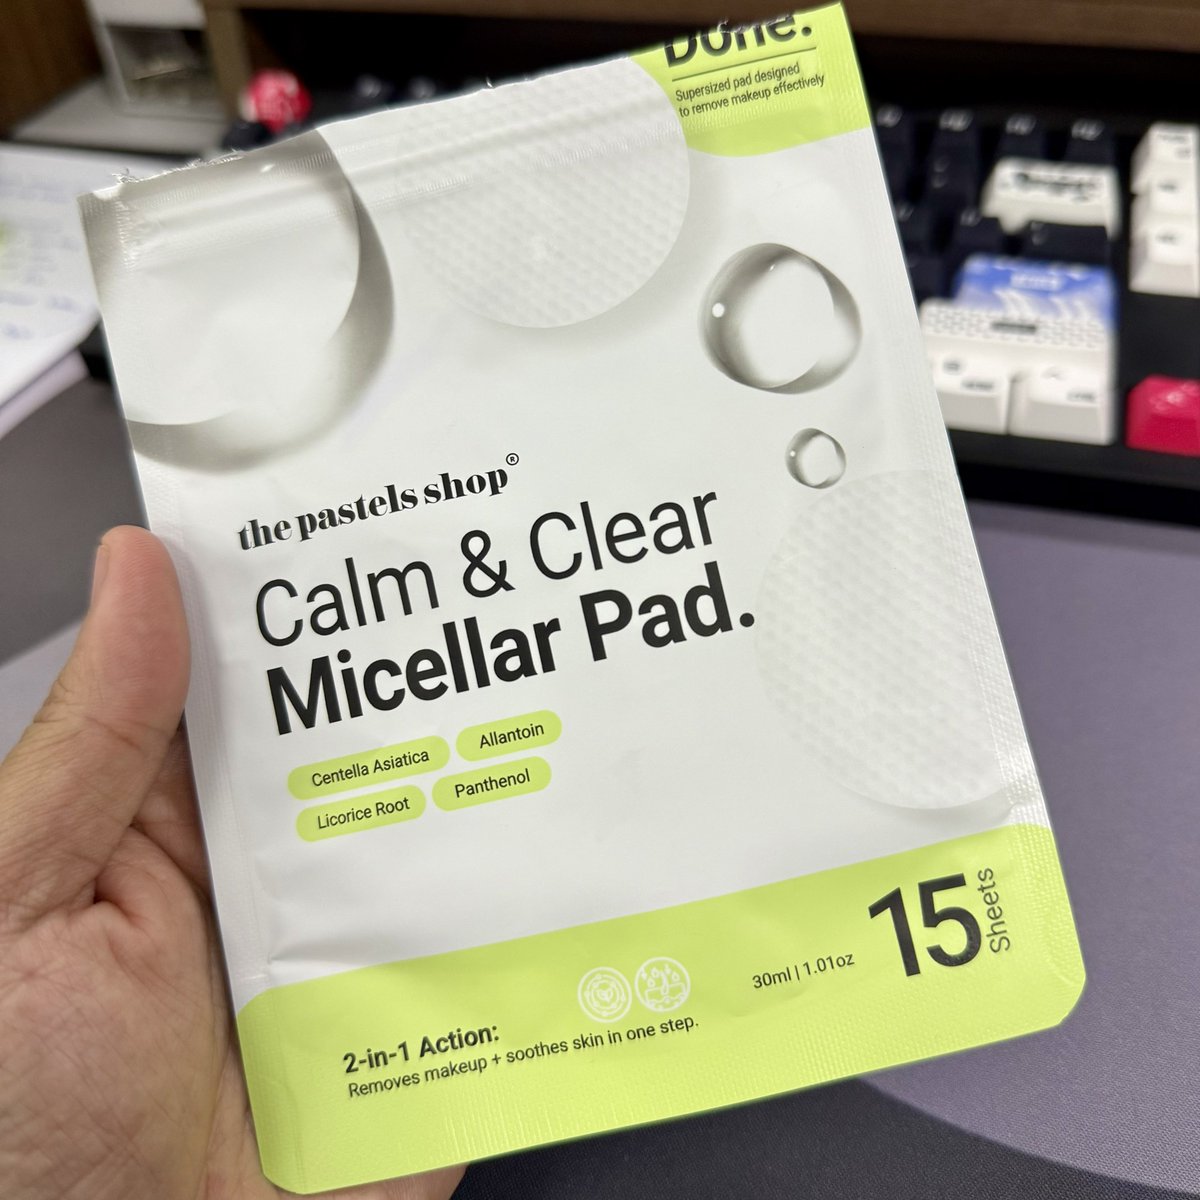 Done.
Supersized pad designed
to remove makeup effectively
the pastels shop®
Calm & Clear
Micellar Pad.
Centella Asiatica
Allantoin
Licorice Root
Panthenol
15
Sheets
30ml | 1.01oz
2-in-1 Action:
Removes makeup + soothes skin in one step.